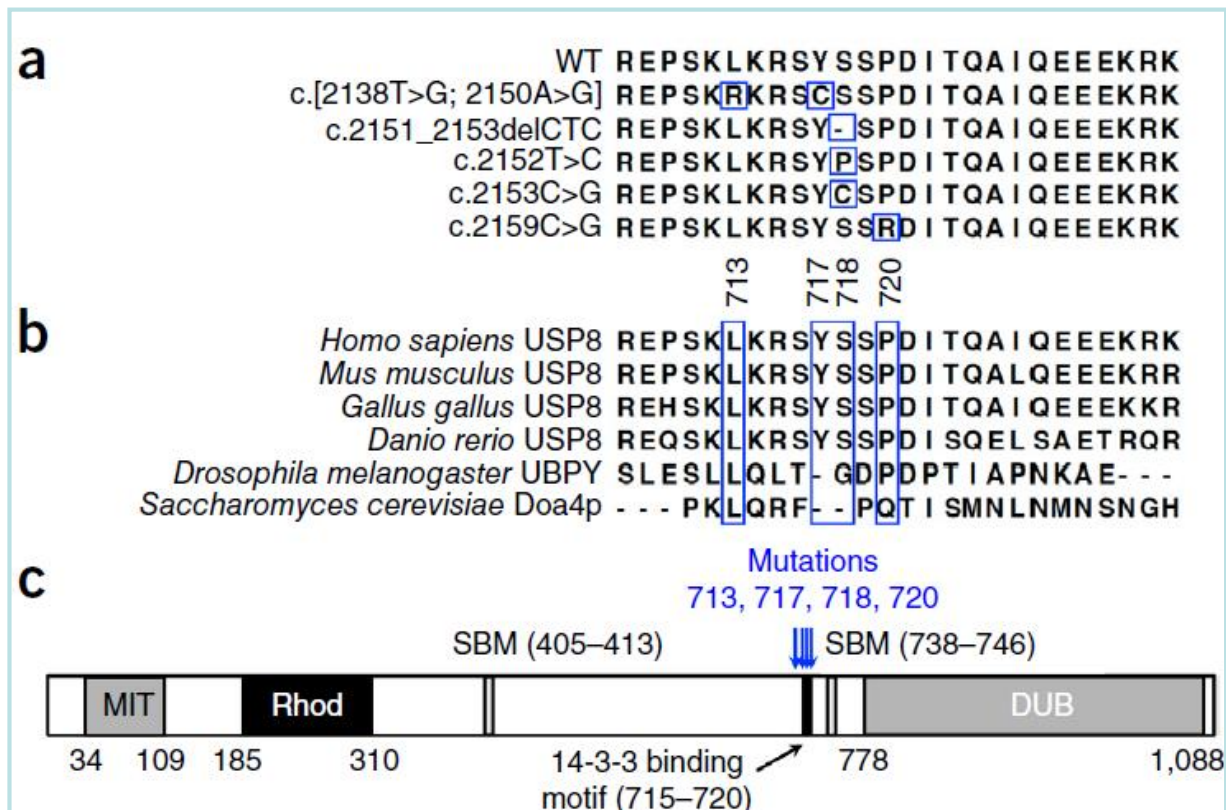 a
WT REPSKLKRSYSSPDITQAIQEEEKRK
c.[2138T>G; 2150A>G] REPSKRKRSCSSPDITQAIQEEEKRK
c.2151_2153delCTC REPSKLKRSY-SPDITQAIQEEEKRK
c.2152T>C REPSKLKRSYPSPDITQAIQEEEKRK
c.2153C>G REPSKLKRSYCSPDITQAIQEEEKRK
c.2159C>G REPSKLKRSYSSRDITQAIQEEEKRK
713 717 718 720
b
Homo sapiens USP8 REPSKLKRSYSSPDITQAIQEEEKRK
Mus musculus USP8 REPSKLKRSYSSPDITQALQEEEKRR
Gallus gallus USP8 REHSKLKRSYSSPDITQAIQEEEKKR
Danio rerio USP8 REQSKLKRSYSSPDISQELSAETRQR
Drosophila melanogaster UBPY SLESLLQLT-GDPDPTIAPNKAE---
Saccharomyces cerevisiae Doa4p ---PKLQRF--PQTISMNLNMNSNGH
c
Mutations
713, 717, 718, 720
SBM (405–413) SBM (738–746)
MIT Rhod DUB
34 109 185 310 14-3-3 binding 778 1,088
motif (715–720)